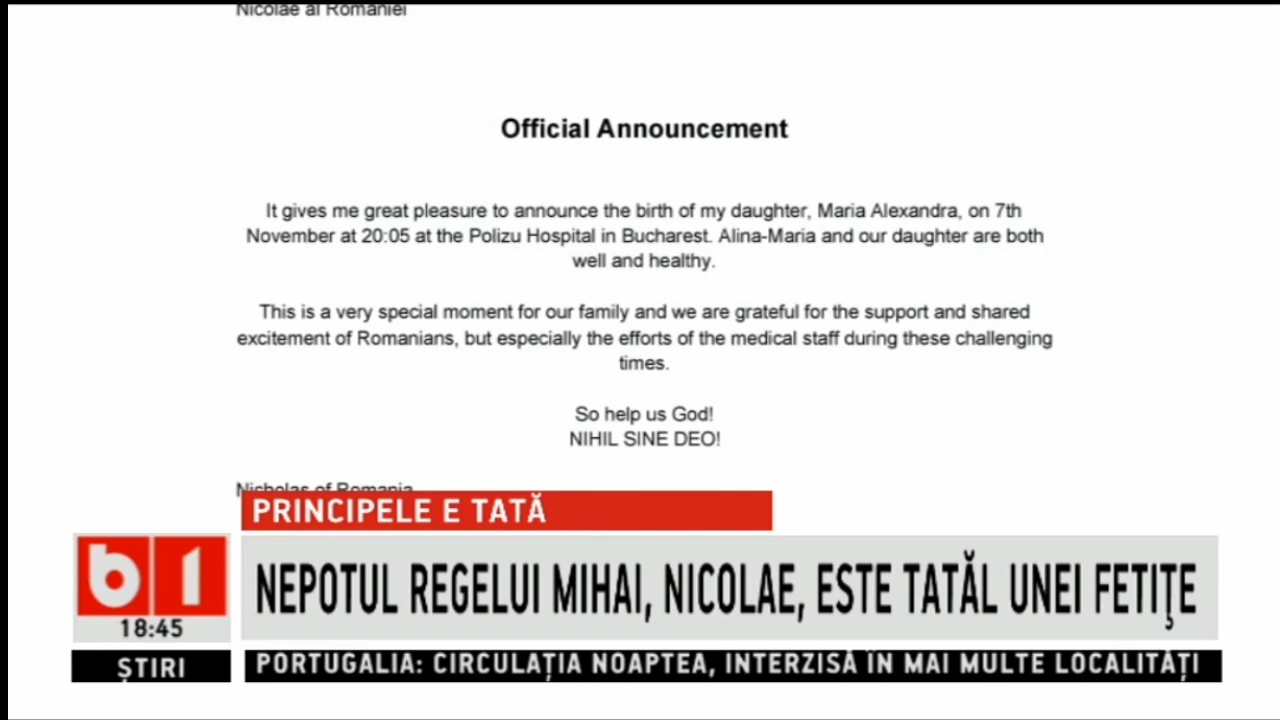 Nicolae al Romaniei
Official Announcement
It gives me great pleasure to announce the birth of my daughter, Maria Alexandra, on 7th
November at 20:05 at the Polizu Hospital in Bucharest. Alina-Maria and our daughter are both
well and healthy.
This is a very special moment for our family and we are grateful for the support and shared
excitement of Romanians, but especially the efforts of the medical staff during these challenging
times.
So help us God!
NIHIL SINE DEO!
Nicholas of Romania
PRINCIPELE E TATĂ
b1
NEPOTUL REGELUI MIHAI, NICOLAE, ESTE TATĂL UNEI FETIȚE
18:45
ȘTIRI
PORTUGALIA: CIRCULAȚIA NOAPTEA, INTERZISĂ ÎN MAI MULTE LOCALITĂȚI